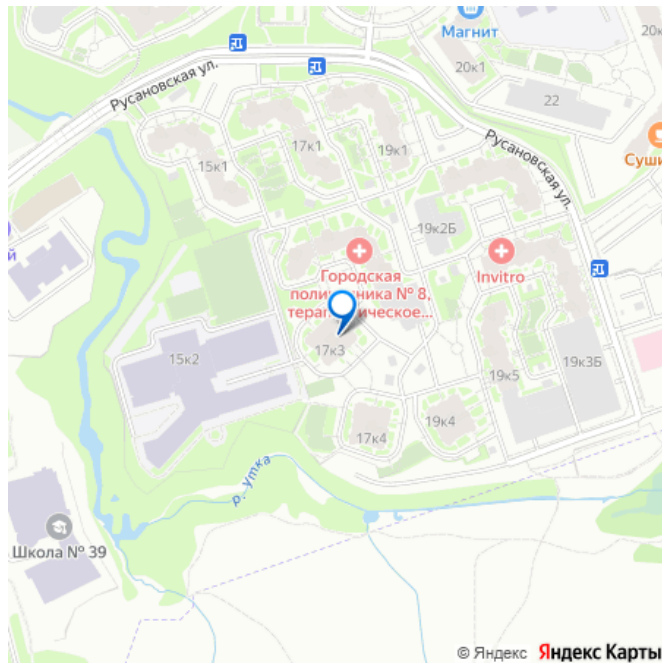 Магнит
20к1
22
Русановская ул.
17к1
19к1
15к1
Русановская ул.
Суши
19к2Б
Городская
поликлиника № 8,
терапевтическое...
Invitro
17к3
15к2
19к5
19к3Б
19к4
17к4
р. Утка
Школа № 39
© Яндекс Яндекс Карты